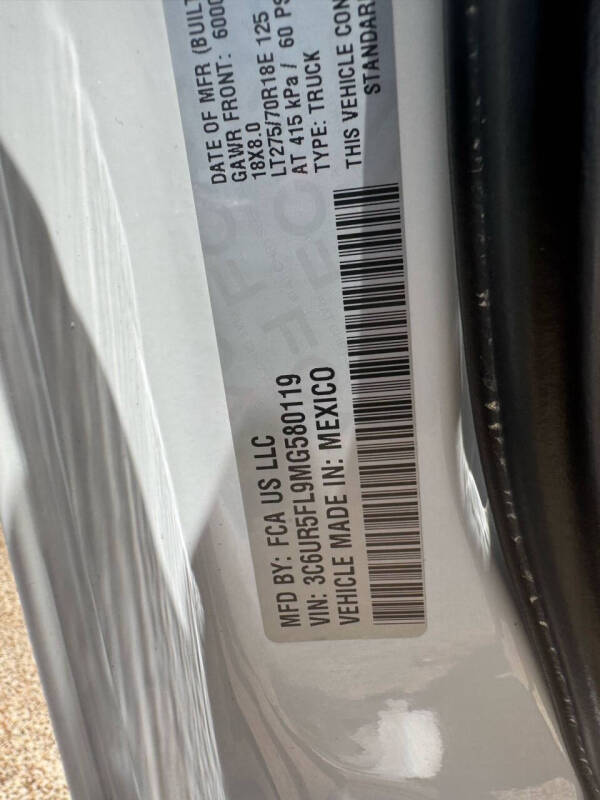 MFD BY: FCA US LLC
VIN: 3C6UR5FL9MG580119
VEHICLE MADE IN: MEXICO
DATE OF MFR (BUILT
GAWR FRONT: 6000
18X8.0
LT275/70R18E 125
AT 415 kPa / 60 PS
TYPE: TRUCK
THIS VEHICLE CON
STANDARD